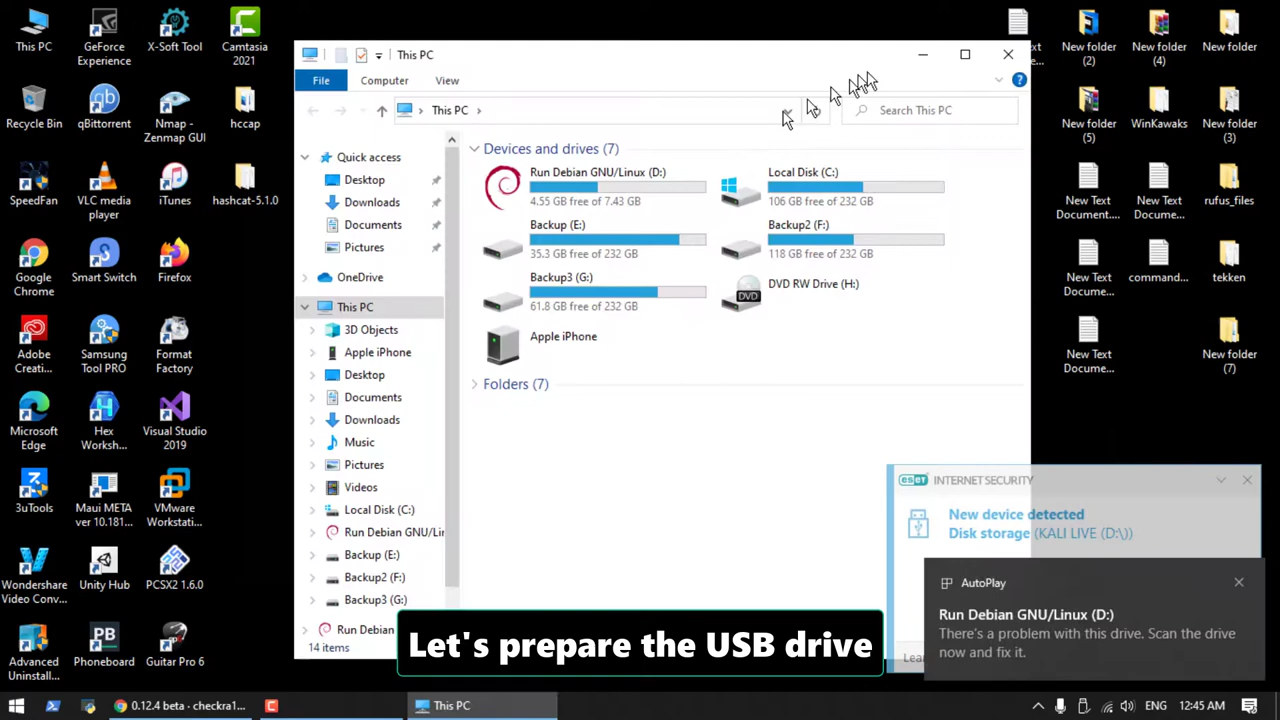 This PC
GeForce
Experience
X-Soft Tool
Camtasia
2021
Recycle Bin
qBittorrent
Nmap -
Zenmap GUI
hccap
SpeedFan
VLC media
player
iTunes
hashcat-5.1.0
Google
Chrome
Smart Switch
Firefox
Adobe
Creati...
Samsung
Tool PRO
Format
Factory
Microsoft
Edge
Hex
Worksh...
Visual Studio
2019
3uTools
Maui META
ver 10.181...
VMware
Workstati...
Wondershare
Video Conv...
Unity Hub
PCSX2 1.6.0
Advanced
Uninstall...
PB
Phoneboard
Guitar Pro 6
This PC
File
Computer
View
This PC
Search This PC
Quick access
Desktop
Downloads
Documents
Pictures
OneDrive
This PC
3D Objects
Apple iPhone
Desktop
Documents
Downloads
Music
Pictures
Videos
Local Disk (C:)
Run Debian GNU/Lir
Backup (E:)
Backup2 (F:)
Backup3 (G:)
Run Debian
14 items
Devices and drives (7)
Run Debian GNU/Linux (D:)
4.55 GB free of 7.43 GB
Local Disk (C:)
106 GB free of 232 GB
Backup (E:)
35.3 GB free of 232 GB
Backup2 (F:)
118 GB free of 232 GB
Backup3 (G:)
61.8 GB free of 232 GB
DVD
DVD RW Drive (H:)
Apple iPhone
Folders (7)
New folder
(2)
New folder
(4)
New folder
New folder
(5)
WinKawaks
New folder
(3)
New Text
Document...
New Text
Docume...
rufus_files
New Text
Docume...
command...
tekken
New Text
Docume...
New folder
(7)
eset INTERNET SECURITY
New device detected
Disk storage (KALI LIVE (D:\))
AutoPlay
Run Debian GNU/Linux (D:)
There's a problem with this drive. Scan the drive
now and fix it.
Let's prepare the USB drive
0.12.4 beta · checkra1...
This PC
ENG
12:45 AM